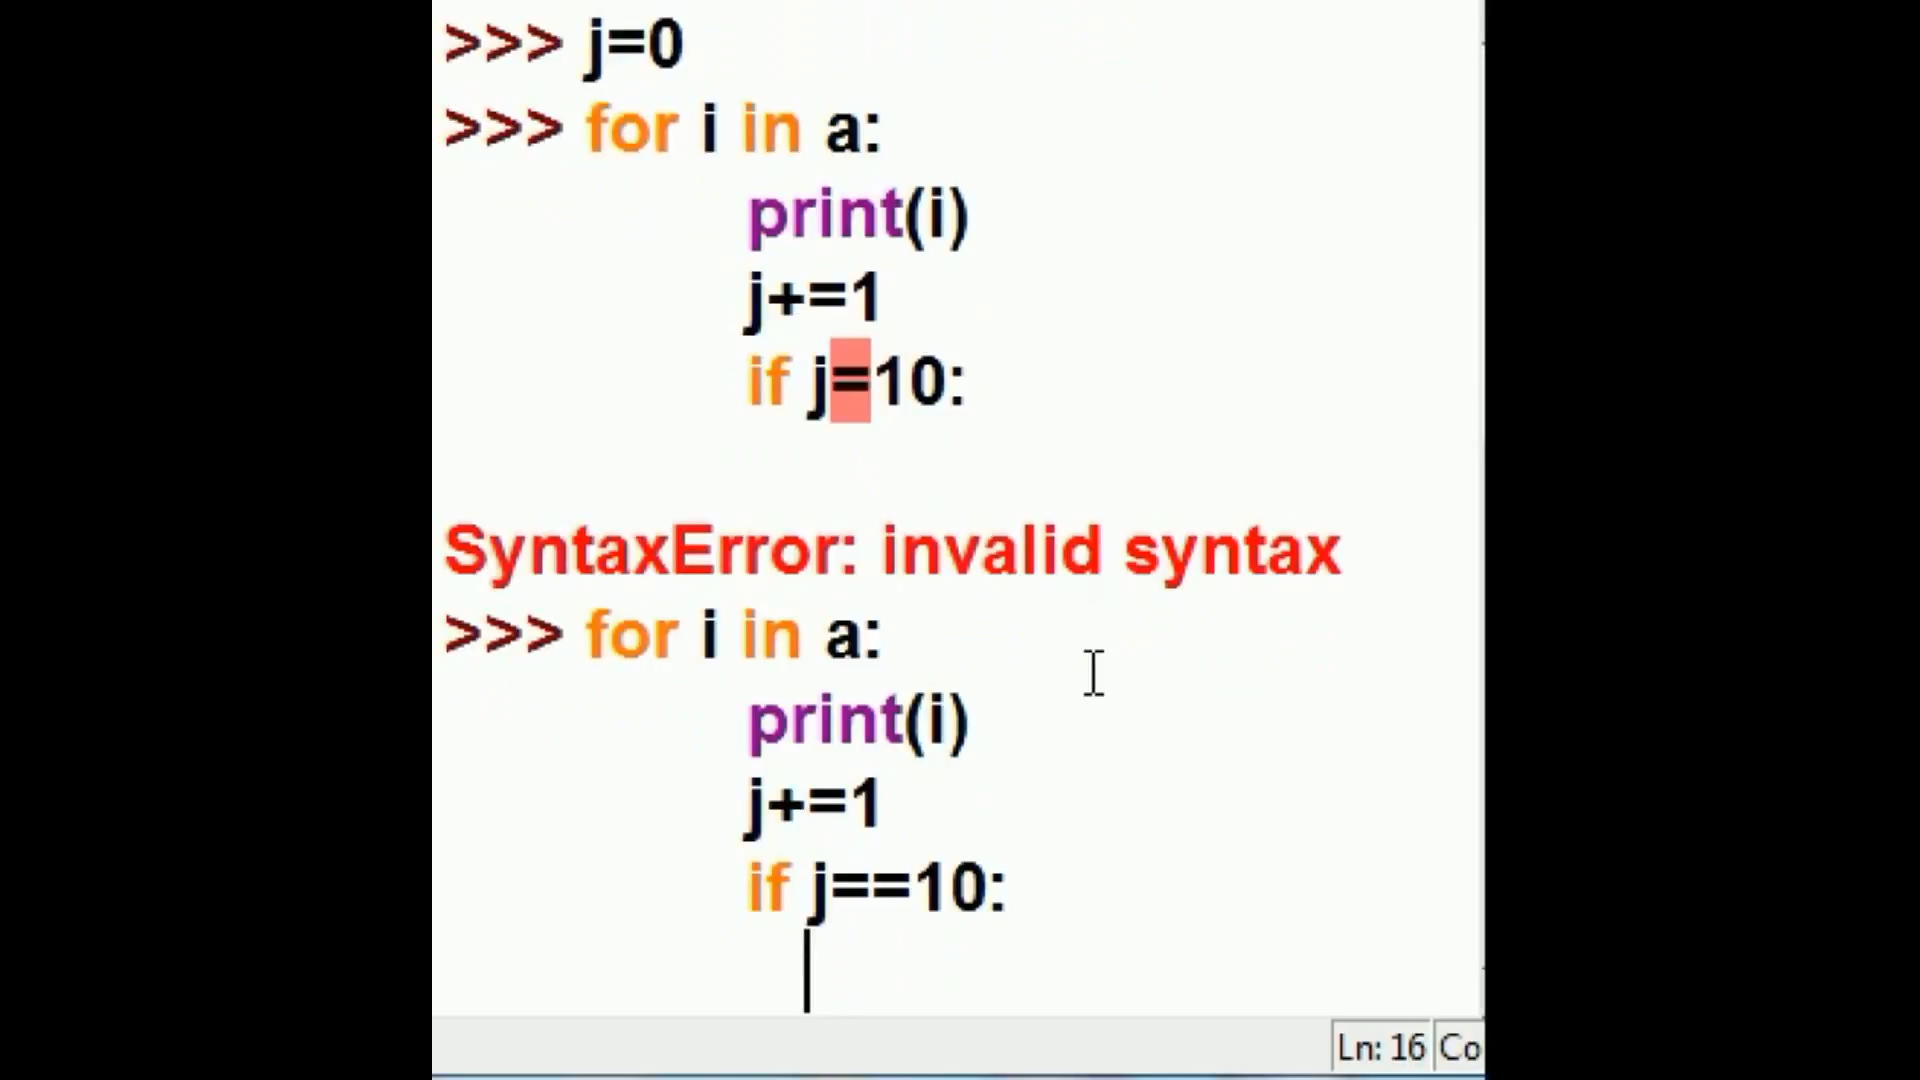 >>> j=0
>>> for i in a:
print(i)
j+=1
if j=10:
SyntaxError: invalid syntax
>>> for i in a:
print(i)
j+=1
if j==10:
Ln: 16 Co